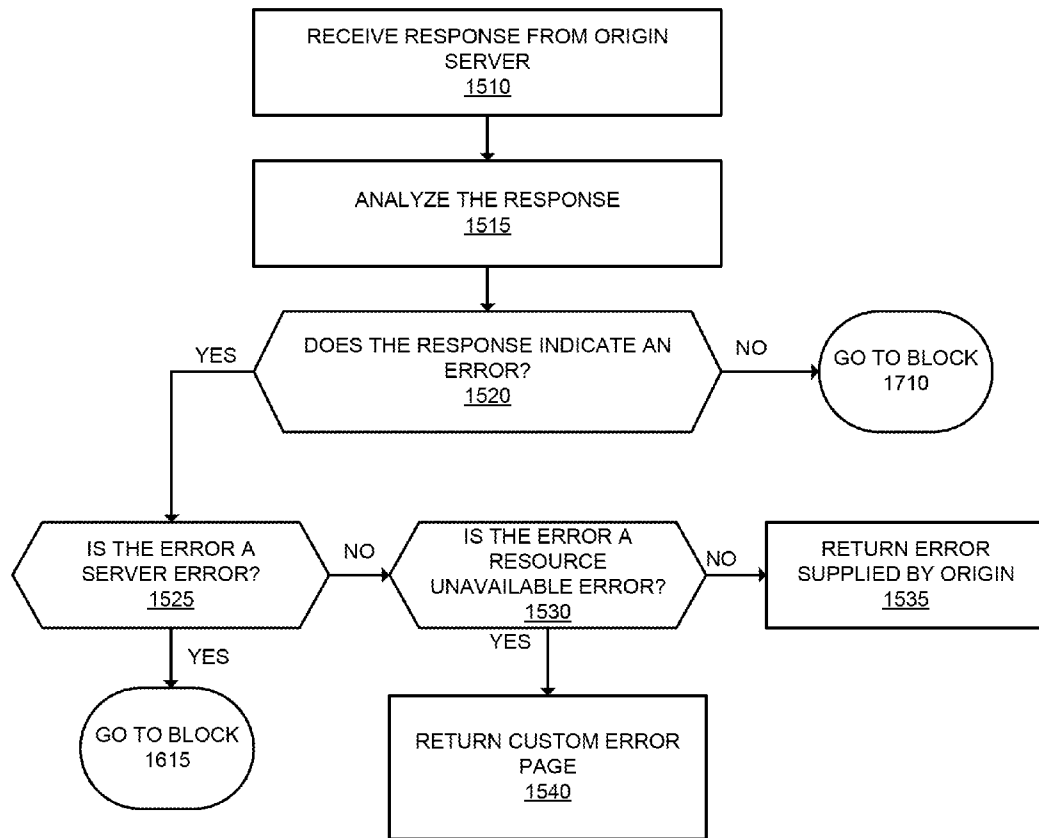 RECEIVE RESPONSE FROM ORIGIN
SERVER
1510
ANALYZE THE RESPONSE
1515
DOES THE RESPONSE INDICATE AN
ERROR?
1520
YES
NO
GO TO BLOCK
1710
IS THE ERROR A
SERVER ERROR?
1525
NO
IS THE ERROR A
RESOURCE
UNAVAILABLE ERROR?
1530
NO
RETURN ERROR
SUPPLIED BY ORIGIN
1535
YES
GO TO BLOCK
1615
YES
RETURN CUSTOM ERROR
PAGE
1540